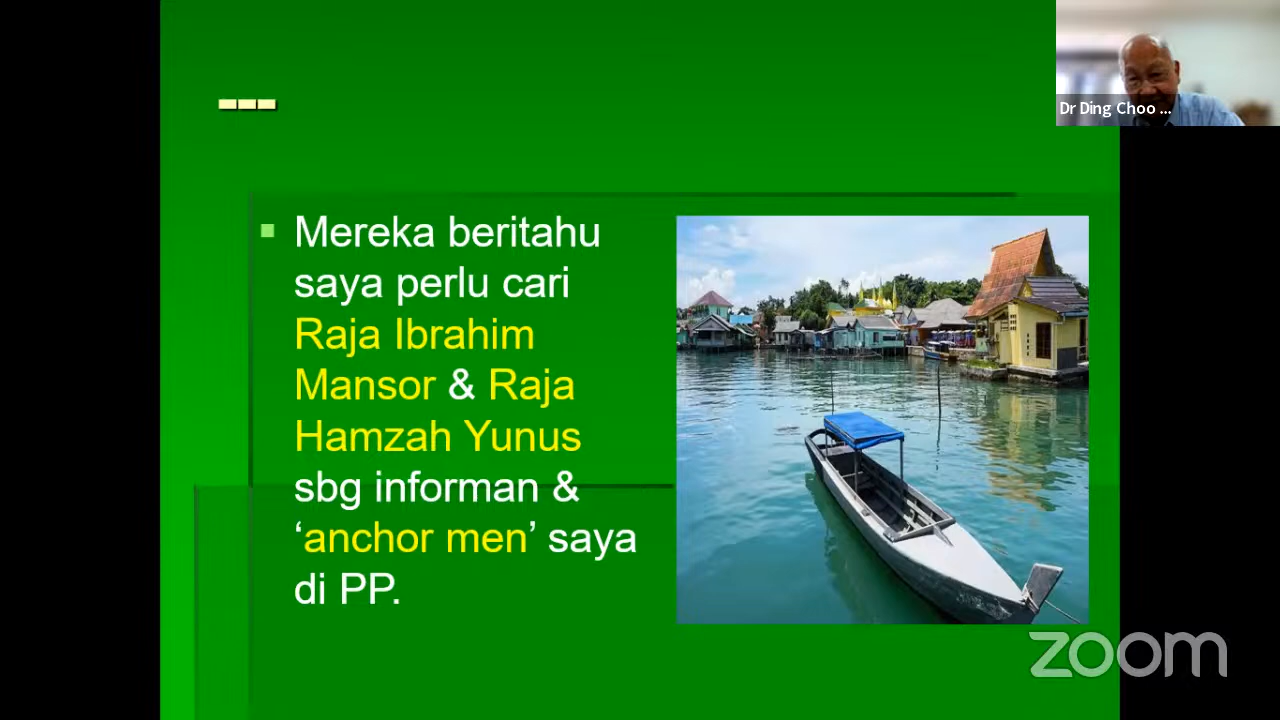 ---
Dr Ding Choo ...
Mereka beritahu
saya perlu cari
Raja Ibrahim
Mansor & Raja
Hamzah Yunus
sbg informan &
‘anchor men’ saya
di PP.
zoom